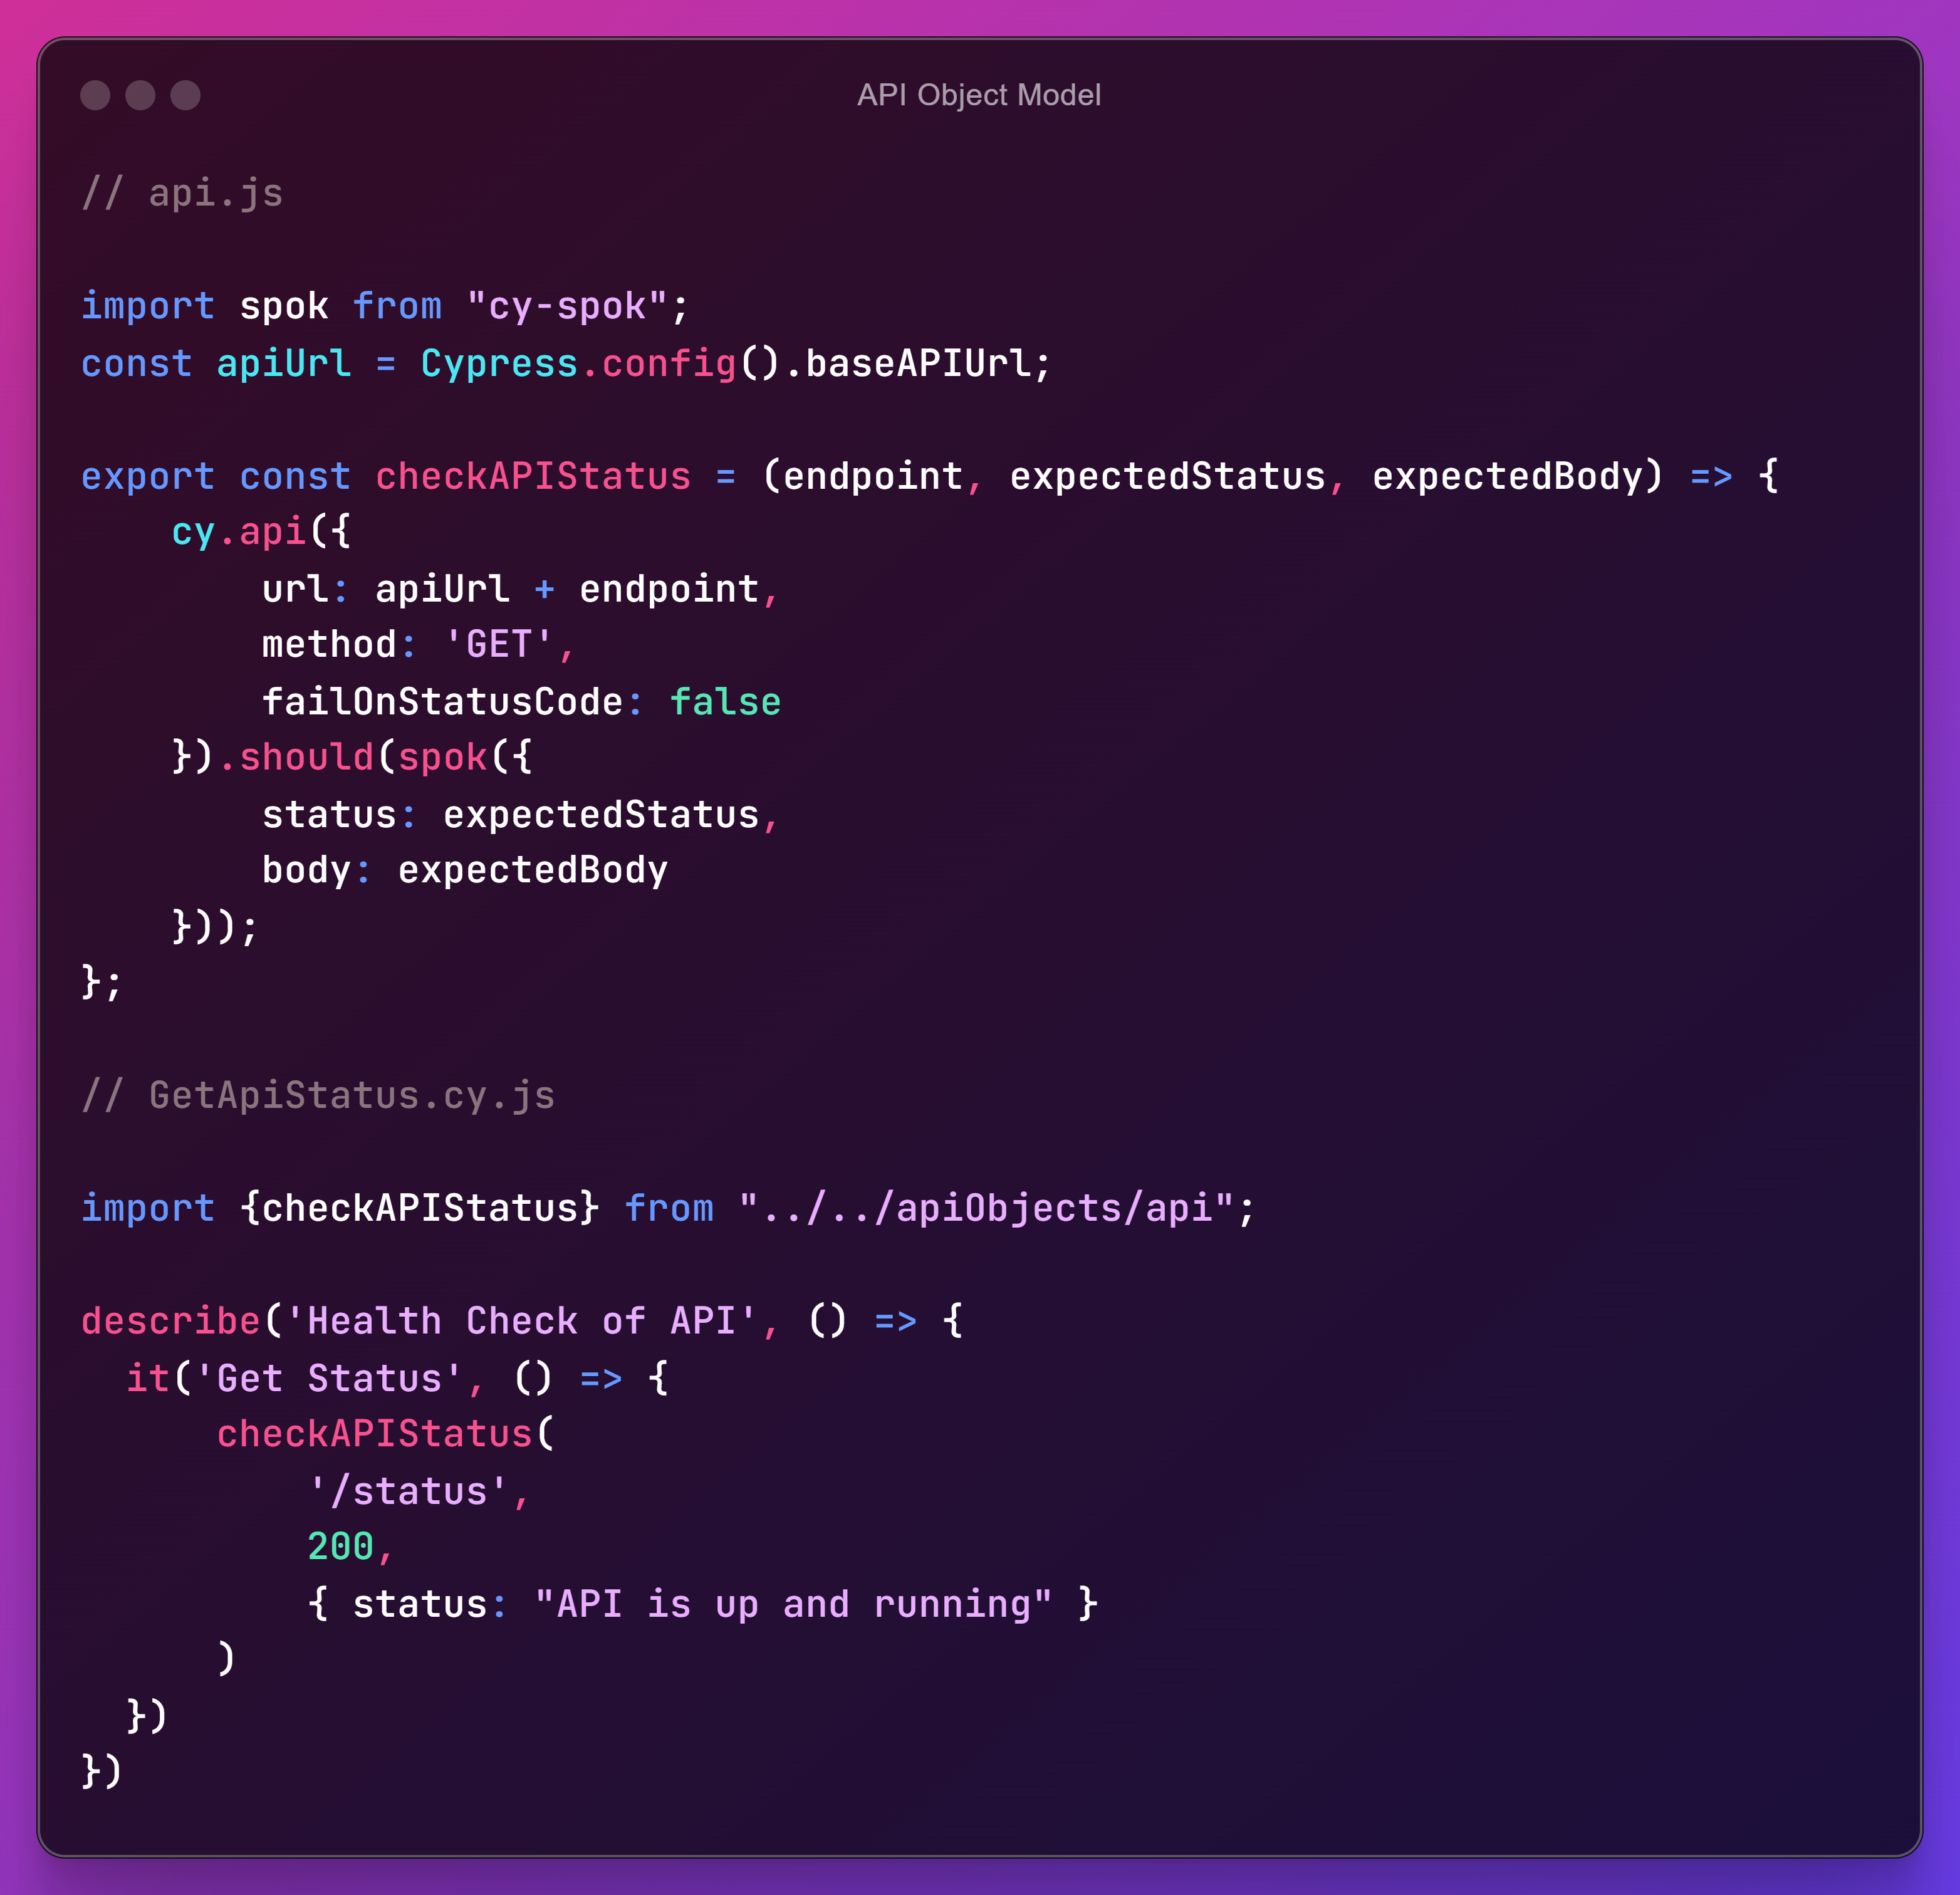 API Object Model
// api.js
import spok from "cy-spok";
const apiUrl = Cypress.config().baseAPIUrl;
export const checkAPIStatus = (endpoint, expectedStatus, expectedBody) => {
    cy.api({
        url: apiUrl + endpoint,
        method: 'GET',
        failOnStatusCode: false
    }).should(spok({
        status: expectedStatus,
        body: expectedBody
    }));
};
// GetApiStatus.cy.js
import {checkAPIStatus} from "../../apiObjects/api";
describe('Health Check of API', () => {
  it('Get Status', () => {
      checkAPIStatus(
          '/status',
          200,
          { status: "API is up and running" }
      )
  })
})